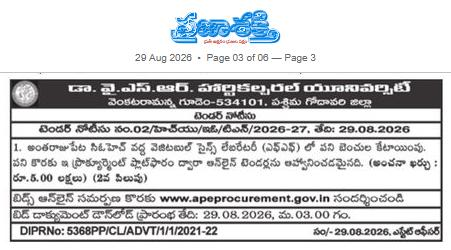 ప్రజాశక్తి
29 Aug 2026 • Page 03 of 06 — Page 3
డా. వై.ఎస్.ఆర్. హార్టికల్చరల్ యూనివర్సిటీ
వెంకటరామన్న గూడెం-534101, పశ్చిమ గోదావరి జిల్లా
టెండర్ నోటీసు
టెండర్ నోటీసు నం.02/హెచ్‌యు/ఇఓ/టిఎన్/2026-27, తేది: 29.08.2026
1. అంతరాజుపేట సిఓహెచ్ వద్ద వెజిటబుల్ సైన్స్ లేబరేటరీ (ఎఫ్ఎఫ్) లో పని బెంచుల కేటాయింపు.
పని కొరకు ఇ ప్రొక్యూర్‌మెంట్ ప్లాట్‌ఫారం ద్వారా ఆన్‌లైన్ టెండర్లను ఆహ్వానించడమైనది. (అంచనా ఖర్చు :
రూ.5.00 లక్షలు) (2వ పిలుపు)
బిడ్స్ ఆన్‌లైన్ సమర్పణ కొరకు www.apeprocurement.gov.in సందర్శించండి
బిడ్ డాక్యుమెంట్ డౌన్‌లోడ్ ప్రారంభ తేది: 29.08.2026, మ.03.00 గం.
DIPRNo: 5368PP/CL/ADVT/1/1/2021-22 సం/- 29.08.2026, ఎస్టేట్ ఆఫీసర్